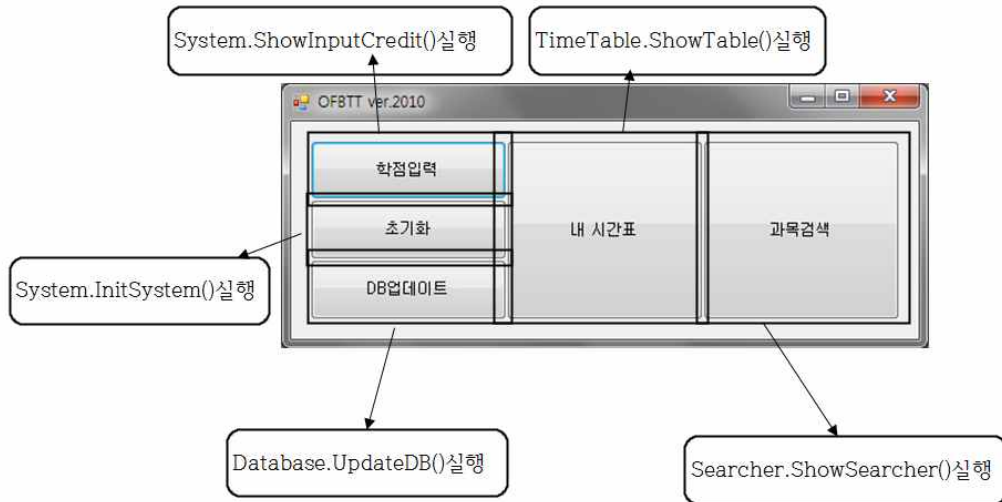 System.ShowInputCredit()실행
TimeTable.ShowTable()실행
OFBTT ver.2010
학점입력
초기화
DB업데이트
내 시간표
과목검색
System.InitSystem()실행
Database.UpdateDB()실행
Searcher.ShowSearcher()실행